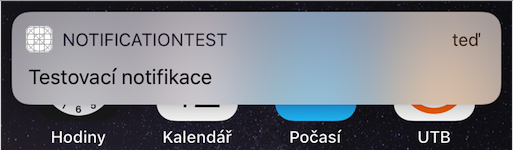 NOTIFICATIONTEST teď
Testovací notifikace
Hodiny Kalendář Počasí UTB